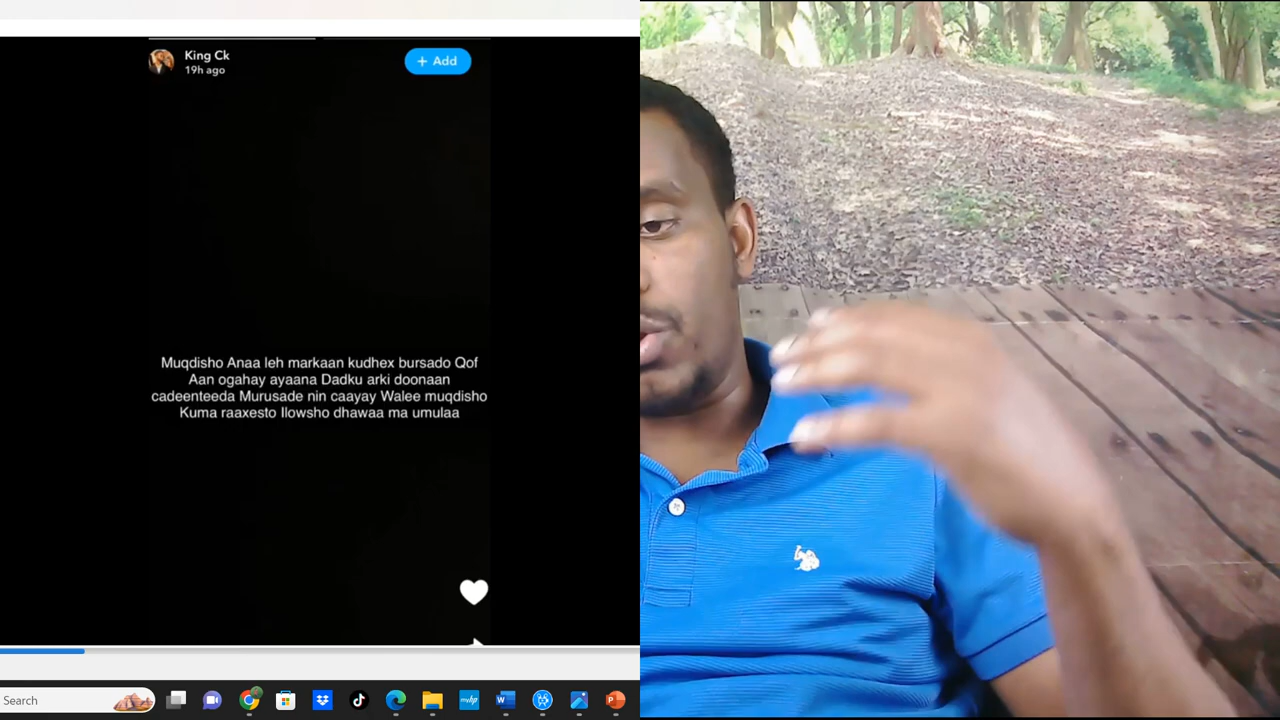 King Ck
19h ago
+ Add
Muqdisho Anaa leh markaan kudhex bursado Qof
Aan ogahay ayaana Dadku arki doonaan
cadeenteeda Murusade nin caayay Walee muqdisho
Kuma raaxesto Ilowsho dhawaa ma umulaa
Search
myhp